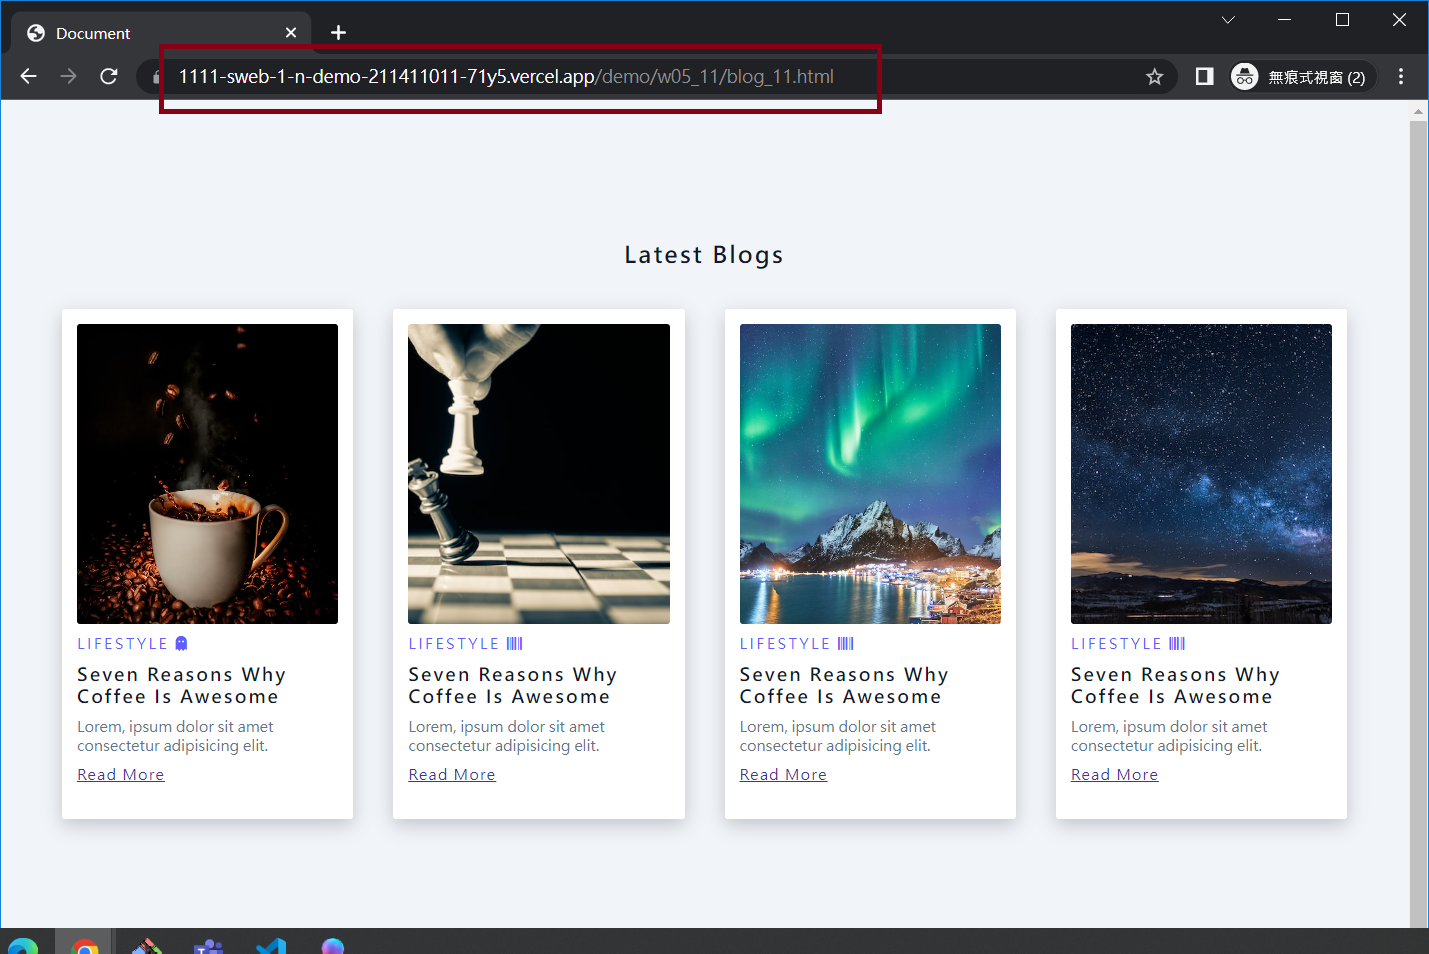 Document
1111-sweb-1-n-demo-211411011-71y5.vercel.app/demo/w05_11/blog_11.html
無痕式視窗 (2)
Latest Blogs
LIFESTYLE
Seven Reasons Why
Coffee Is Awesome
Lorem, ipsum dolor sit amet
consectetur adipisicing elit.
Read More
LIFESTYLE
Seven Reasons Why
Coffee Is Awesome
Lorem, ipsum dolor sit amet
consectetur adipisicing elit.
Read More
LIFESTYLE
Seven Reasons Why
Coffee Is Awesome
Lorem, ipsum dolor sit amet
consectetur adipisicing elit.
Read More
LIFESTYLE
Seven Reasons Why
Coffee Is Awesome
Lorem, ipsum dolor sit amet
consectetur adipisicing elit.
Read More